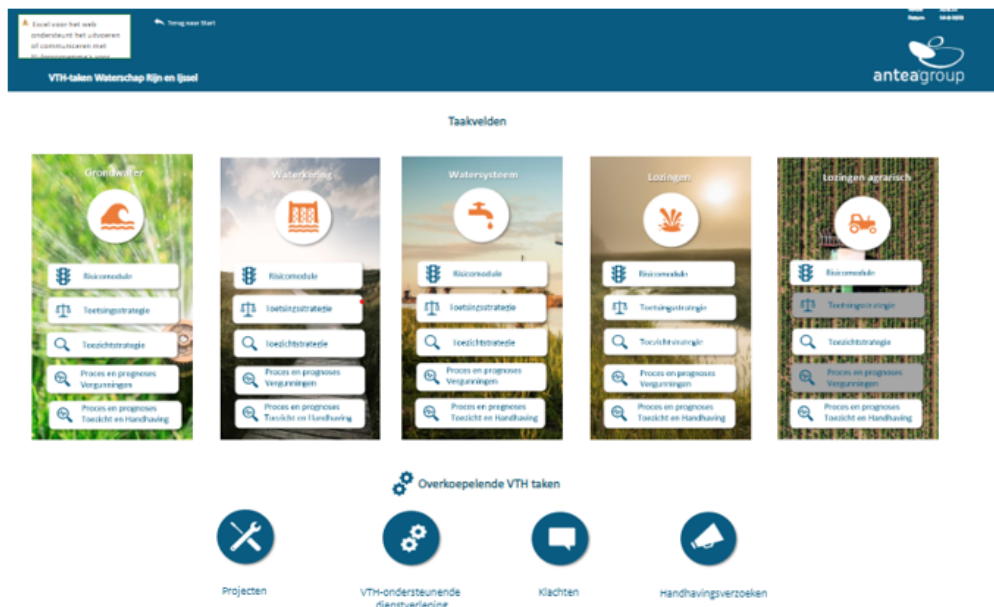 Excel voor het web
ondersteunt het uitvoeren
of communiceren met
Terug naar Start
VTH-taken Waterschap Rijn en Ijssel
anteagroup
Taakvelden
Grondwater
Risicomodule
Toetsingsstrategie
Toezichtstrategie
Proces en prognoses
Vergunningen
Proces en prognoses
Toezicht en Handhaving
Waterkering
Risicomodule
Toetsingsstrategie
Toezichtstrategie
Proces en prognoses
Vergunningen
Proces en prognoses
Toezicht en Handhaving
Watersysteem
Risicomodule
Toetsingsstrategie
Toezichtstrategie
Proces en prognoses
Vergunningen
Proces en prognoses
Toezicht en Handhaving
Lozingen
Risicomodule
Toetsingsstrategie
Toezichtstrategie
Proces en prognoses
Vergunningen
Proces en prognoses
Toezicht en Handhaving
Lozingen agrarisch
Risicomodule
Toetsingsstrategie
Toezichtstrategie
Proces en prognoses
Vergunningen
Proces en prognoses
Toezicht en Handhaving
Overkoepelende VTH taken
Projecten
VTH-ondersteunende
dienstverlening
Klachten
Handhavingsverzoeken